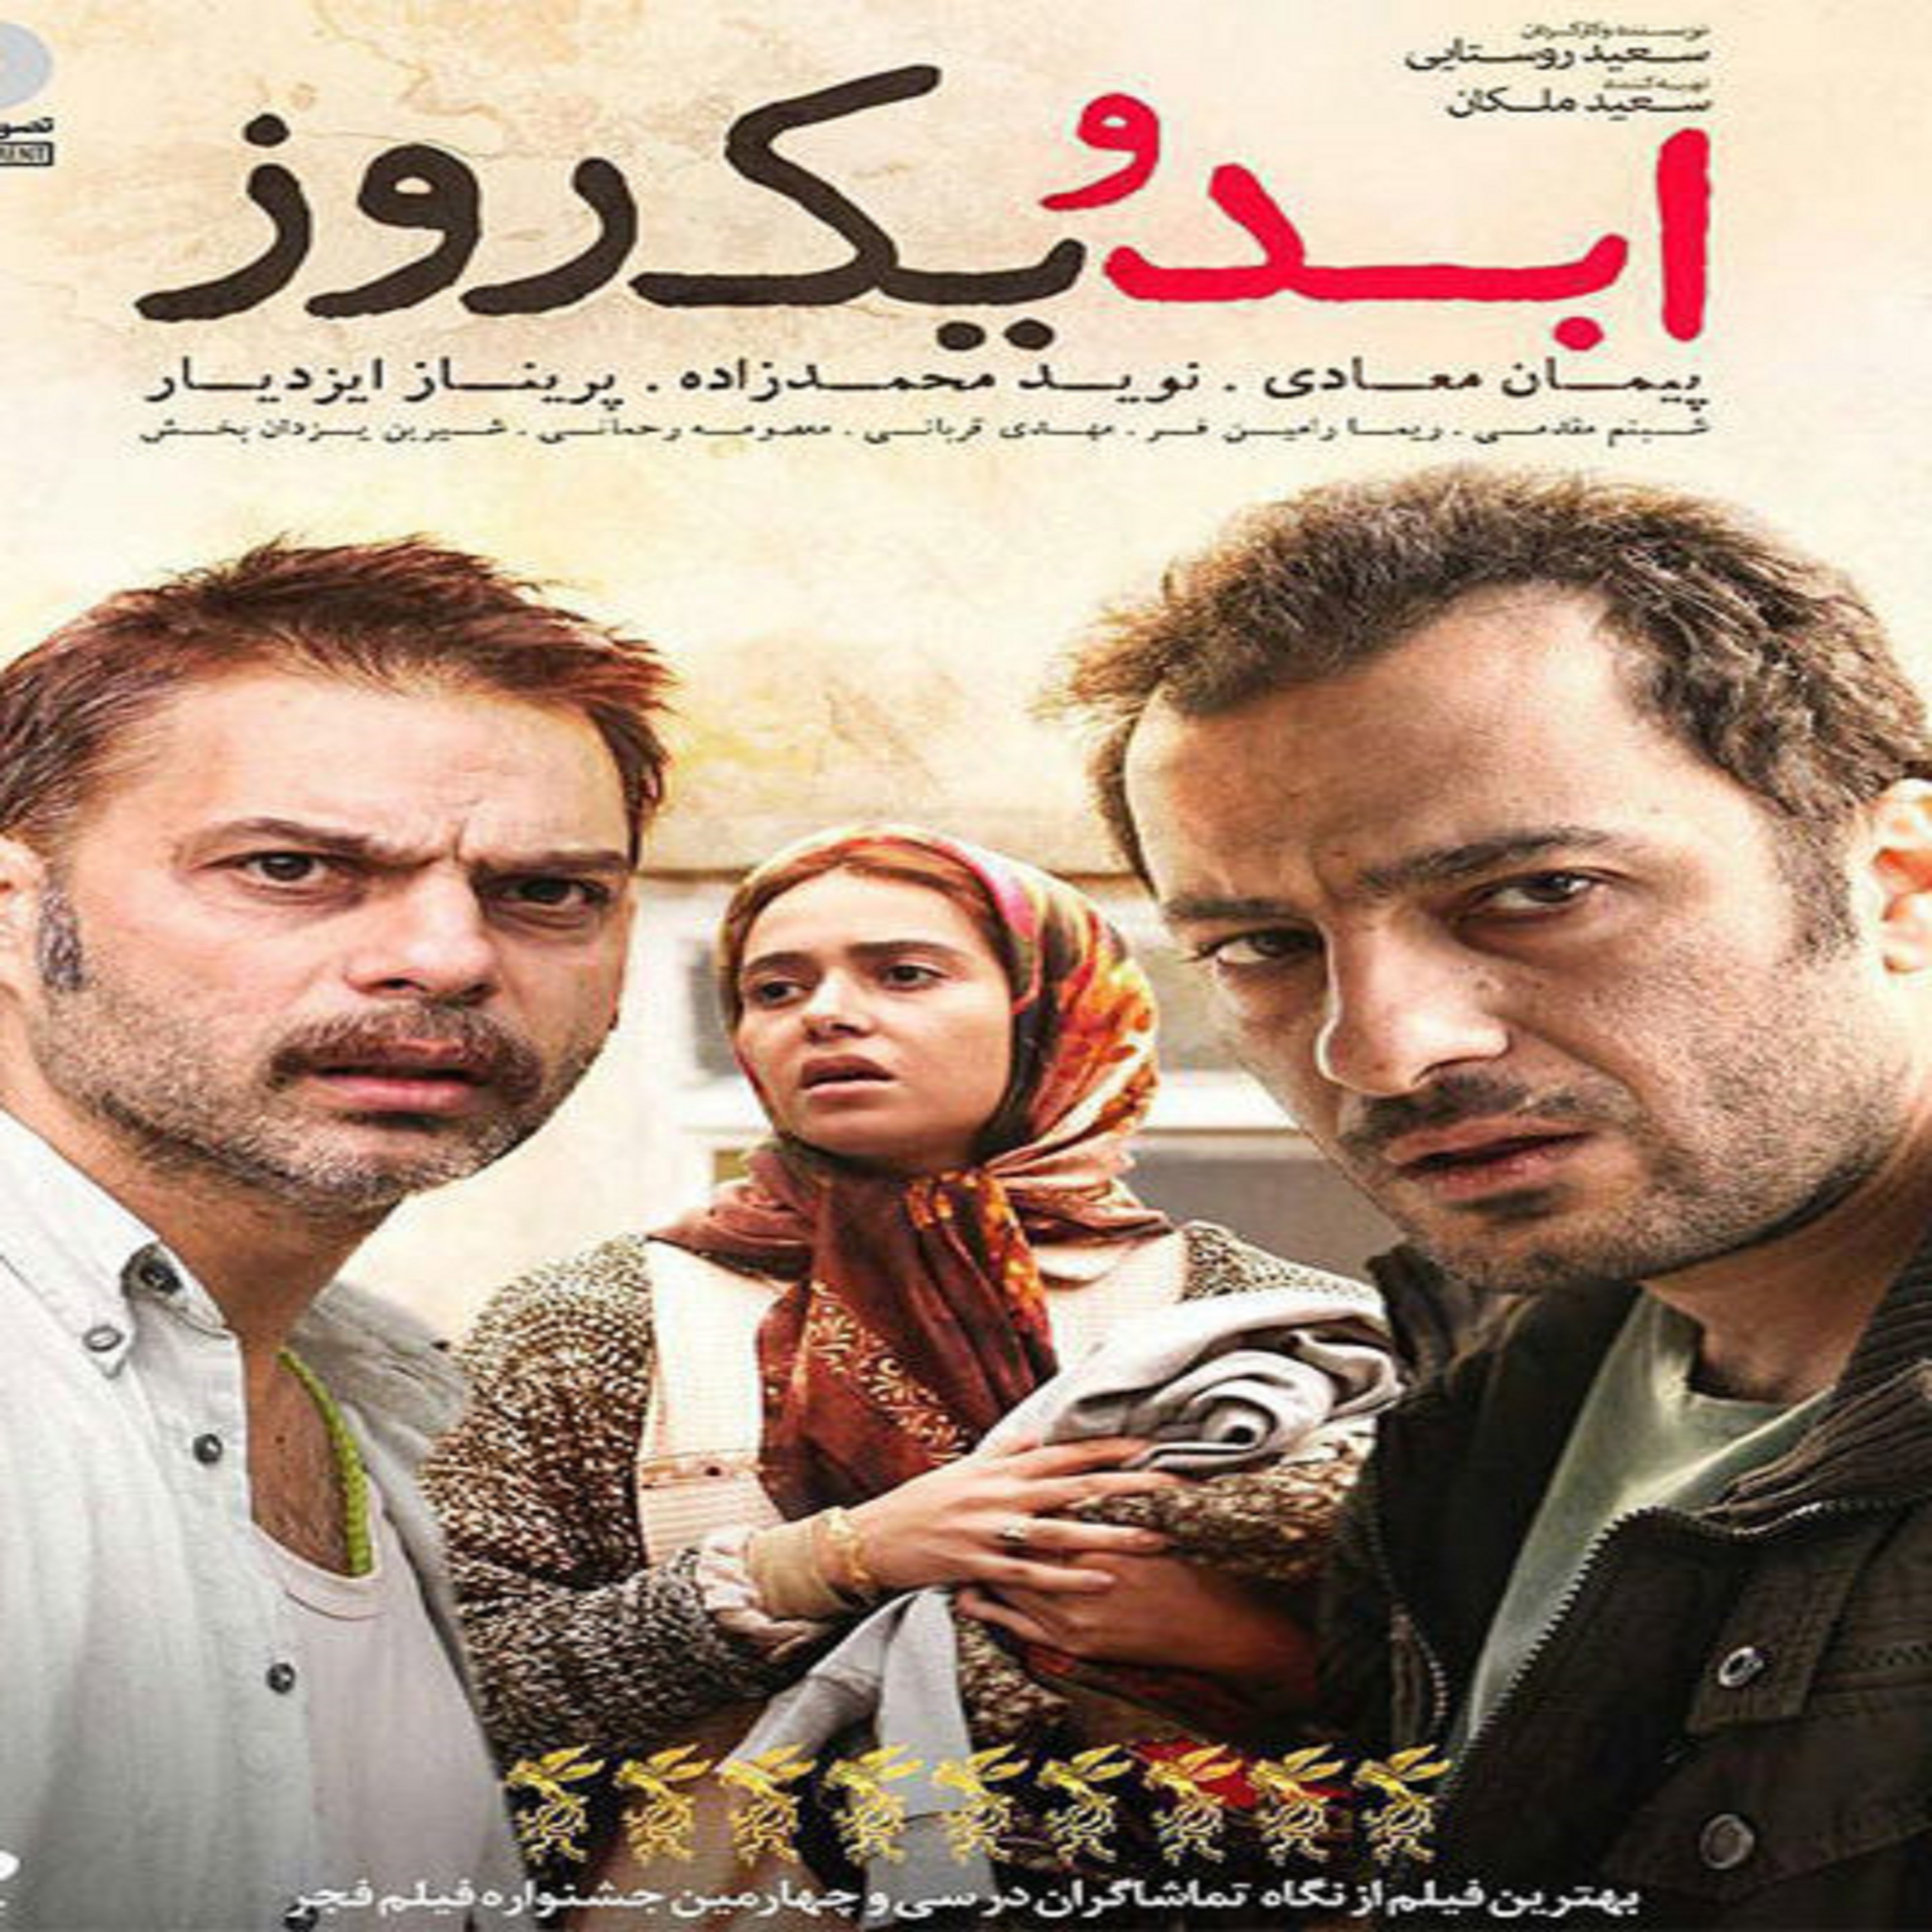 نویسنده و کارگردان
سعید روستایی
تهیه کننده
سعید ملکان
تصو
MENT
ابد و یک روز
پیمان معادی . نوید محمدزاده . پریناز ایزدیار
شبنم مقدمی . ریما رامین فر . مهدی قربانی . معصومه رحمانی . شیرین یزدان بخش
بهترین فیلم از نگاه تماشاگران در سی و چهارمین جشنواره فیلم فجر